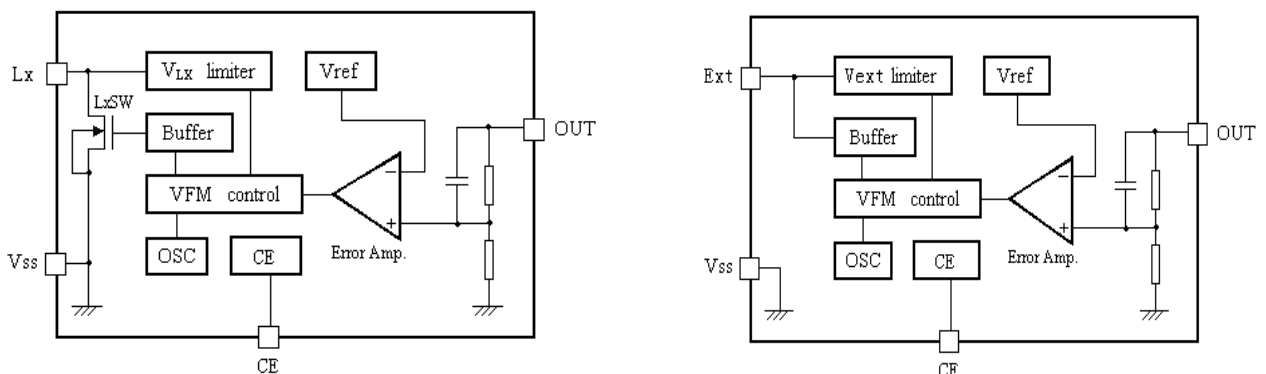 Lx
VLX limiter
Vref
LxSW
Buffer
OUT
−
VFM control
+
Error Amp.
Vss
OSC
CE
CE
Ext
Vext limiter
Vref
Buffer
OUT
−
VFM control
+
Error Amp.
Vss
OSC
CE
CE